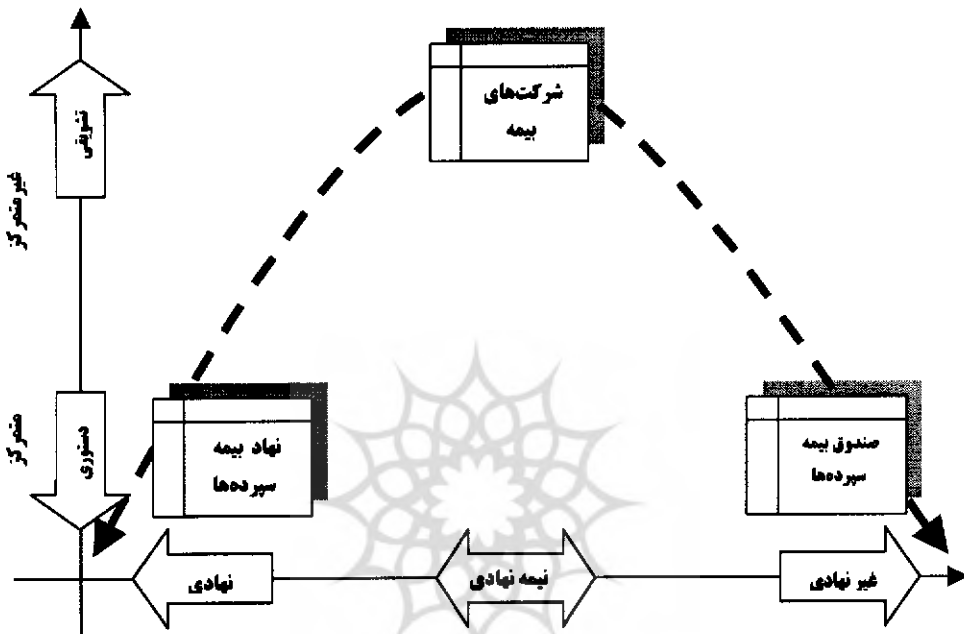 شرکت‌های
بیمه
تشویقی
غیر متمرکز
متمرکز
دستوری
نهاد بیمه
سپرده‌ها
صندوق بیمه
سپرده‌ها
نهادی
نیمه نهادی
غیر نهادی